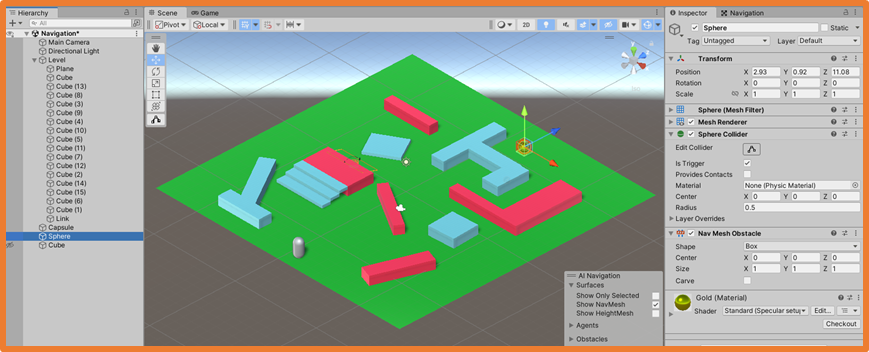 Hierarchy
All
Navigation*
Main Camera
Directional Light
Level
Plane
Cube
Cube (13)
Cube (8)
Cube (3)
Cube (9)
Cube (4)
Cube (10)
Cube (5)
Cube (11)
Cube (7)
Cube (12)
Cube (2)
Cube (14)
Cube (15)
Cube (6)
Cube (1)
Link
Capsule
Sphere
Cube
Scene Game
Pivot Local 2D
AI Navigation
Surfaces
Show Only Selected
Show NavMesh
Show HeightMesh
Agents
Obstacles
Inspector Navigation
Sphere Static
Tag Untagged Layer Default
Transform
Position X 2.93 Y 0.92 Z 11.08
Rotation X 0 Y 0 Z 0
Scale X 1 Y 1 Z 1
Sphere (Mesh Filter)
Mesh Renderer
Sphere Collider
Edit Collider
Is Trigger
Provides Contacts
Material None (Physic Material)
Center X 0 Y 0 Z 0
Radius 0.5
Layer Overrides
Nav Mesh Obstacle
Shape Box
Center X 0 Y 0 Z 0
Size X 1 Y 1 Z 1
Carve
Gold (Material)
Shader Standard (Specular setup Edit...
Checkout